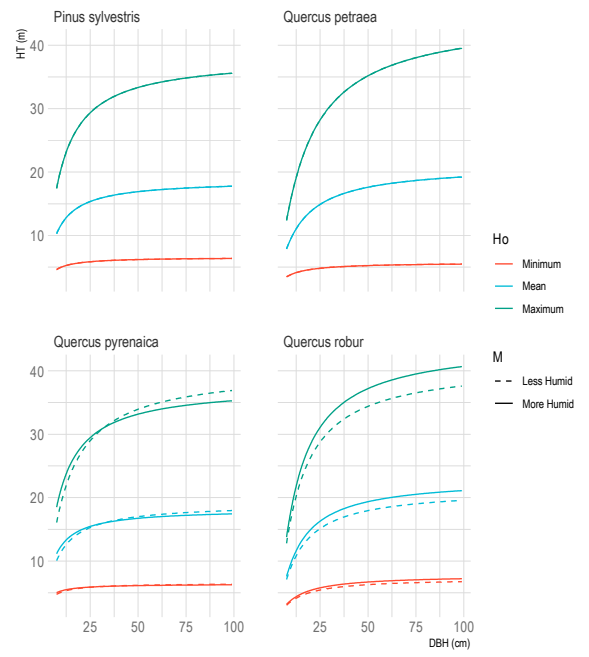 Pinus sylvestris
Quercus petraea
HT (m)
40
30
20
10
Ho
Minimum
Mean
Maximum
M
Less Humid
More Humid
Quercus pyrenaica
Quercus robur
40
30
20
10
25 50 75 100 25 50 75 100
DBH (cm)